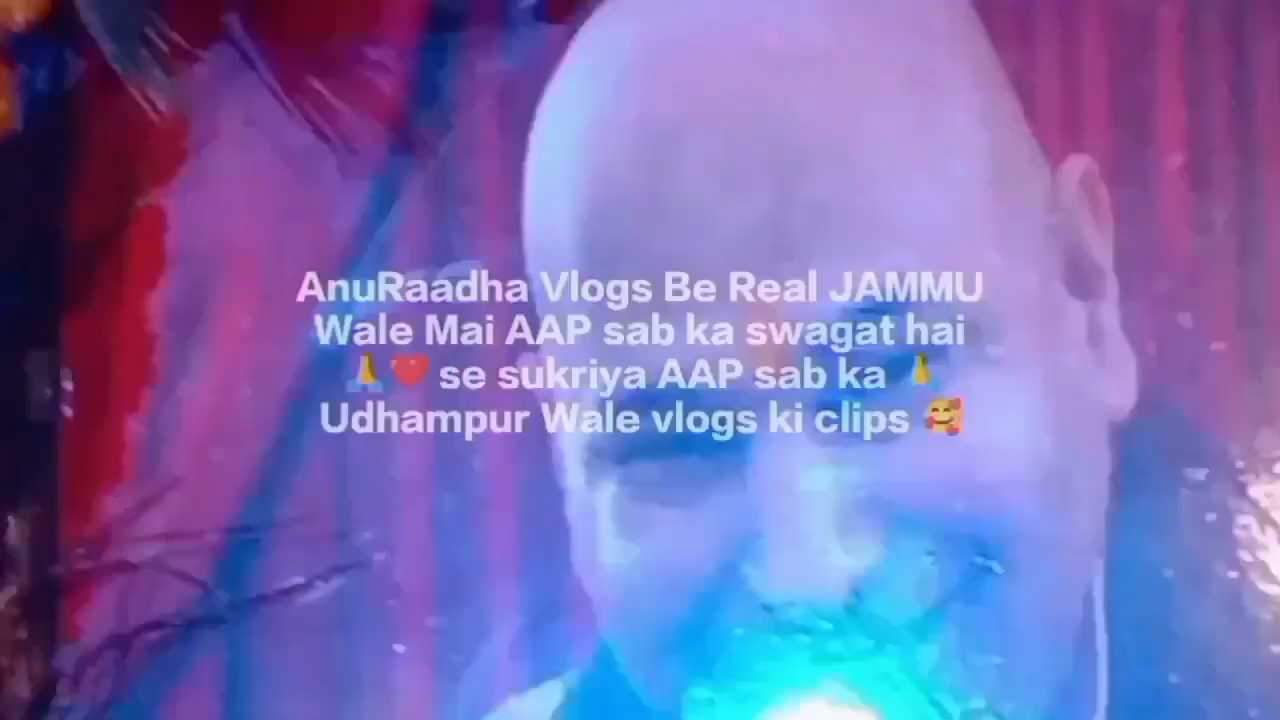 AnuRaadha Vlogs Be Real JAMMU
Wale Mai AAP sab ka swagat hai
🙏❤️ se sukriya AAP sab ka 🙏
Udhampur Wale vlogs ki clips 🥰